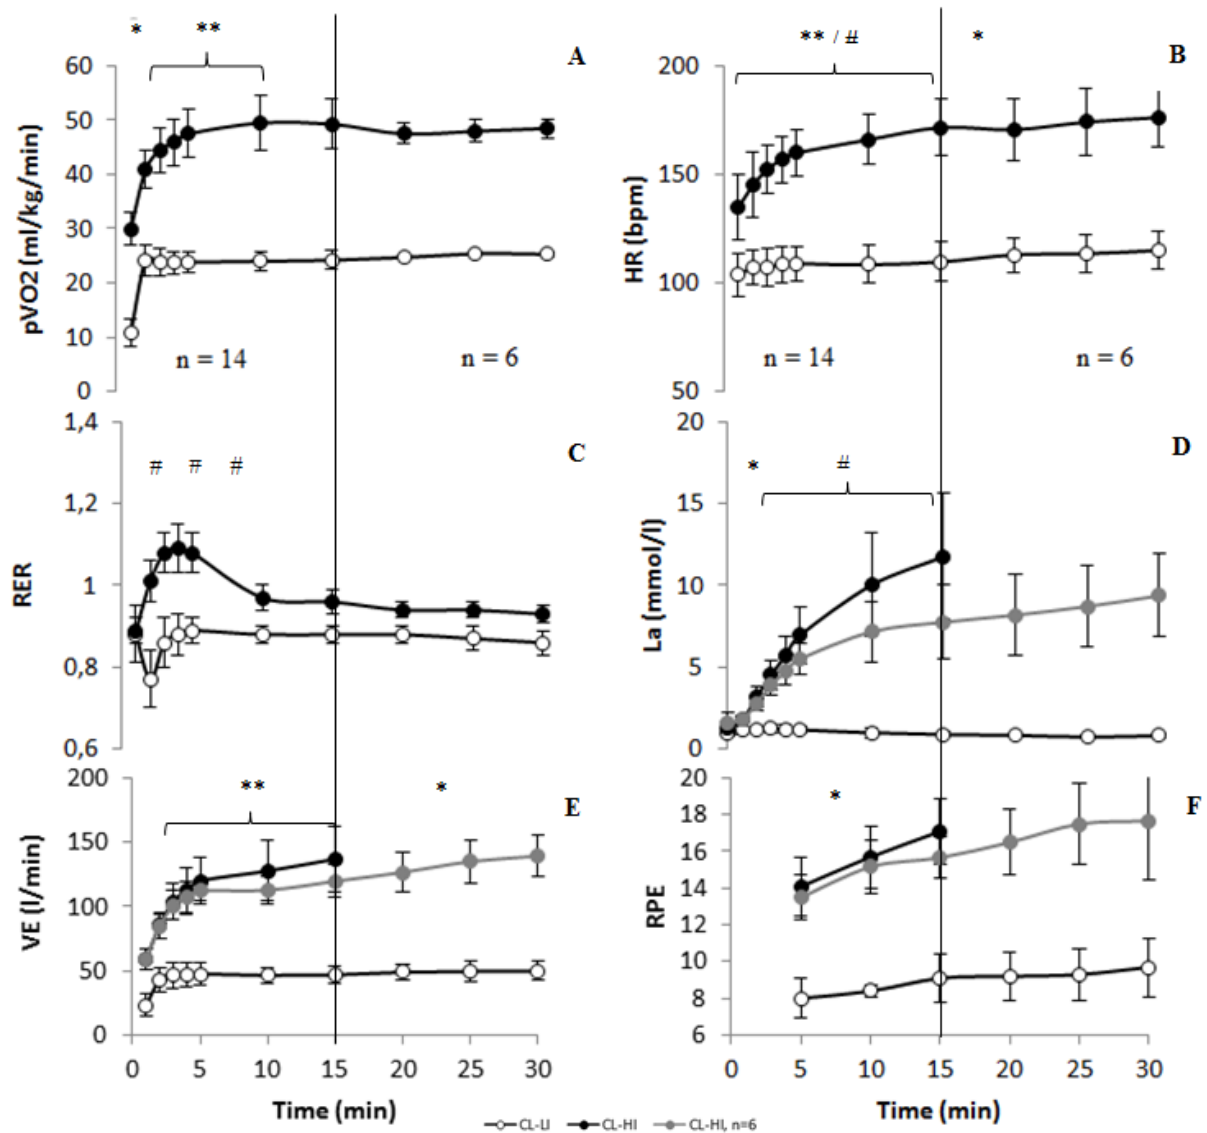 * ** A
60
50
40
30
20
10
0
pVO2 (ml/kg/min)
n = 14 n = 6
** / # * B
200
150
100
50
HR (bpm)
n = 14 n = 6
1,4
1,2
1
0,8
0,6
RER
# # # C
20
15
10
5
0
La (mmol/l)
* # D
200
150
100
50
0
VE (l/min)
** * E
0 5 10 15 20 25 30
Time (min)
20
18
16
14
12
10
8
6
RPE
* F
0 5 10 15 20 25 30
Time (min)
CL-LI CL-HI CL-HI, n=6